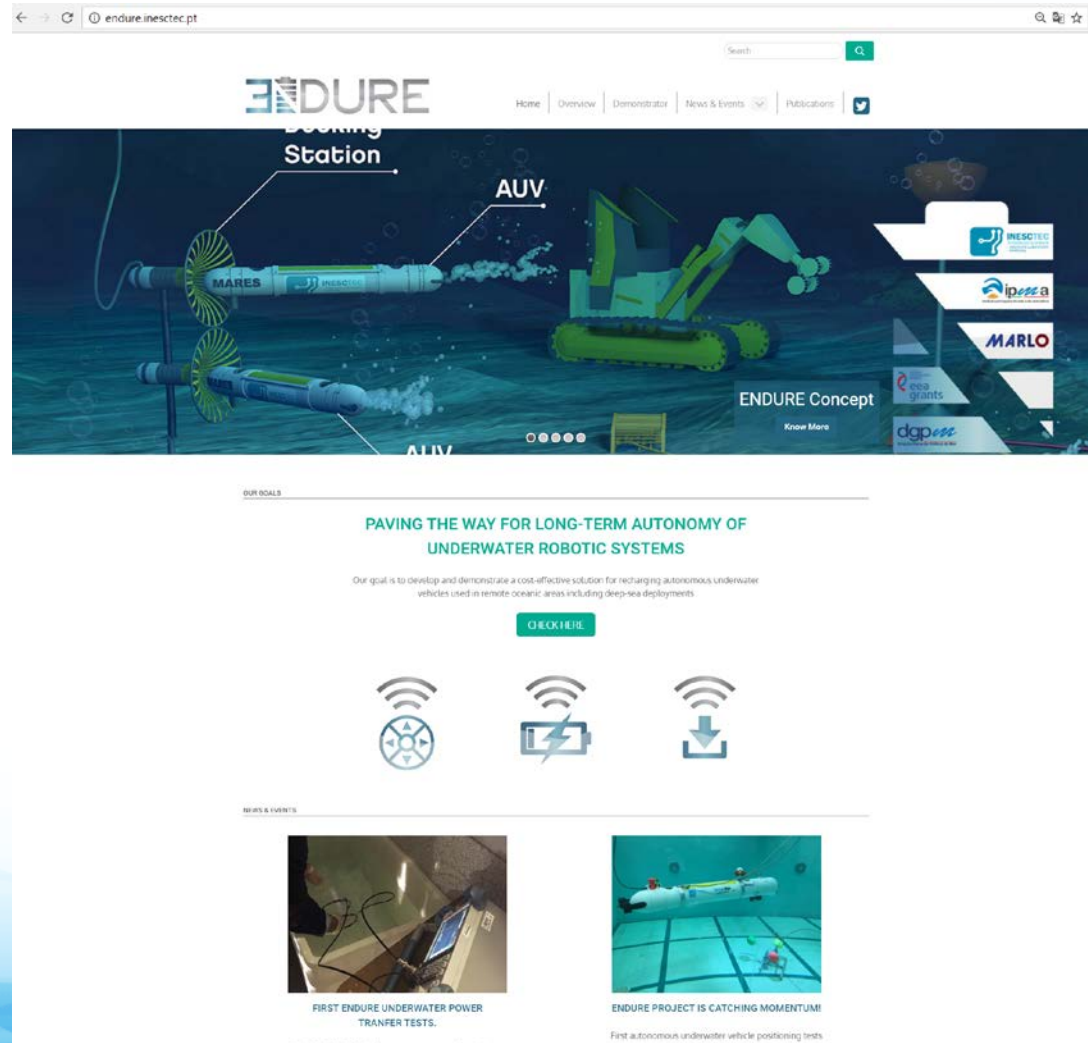 endure.inesctec.pt
Search
ENDURE
Home
Overview
Demonstrator
News & Events
Publications
Docking
Station
AUV
MARES
INESCTEC
MARES
AUV
INESCTEC
ipma
MARLO
eea
grants
dgpm
ENDURE Concept
Know More
OUR GOALS
PAVING THE WAY FOR LONG-TERM AUTONOMY OF
UNDERWATER ROBOTIC SYSTEMS
Our goal is to develop and demonstrate a cost-effective solution for recharging autonomous underwater
vehicles used in remote oceanic areas including deep-sea deployments
CHECK HERE
NEWS & EVENTS
FIRST ENDURE UNDERWATER POWER
TRANFER TESTS.
ENDURE PROJECT IS CATCHING MOMENTUM!
First autonomous underwater vehicle positioning tests